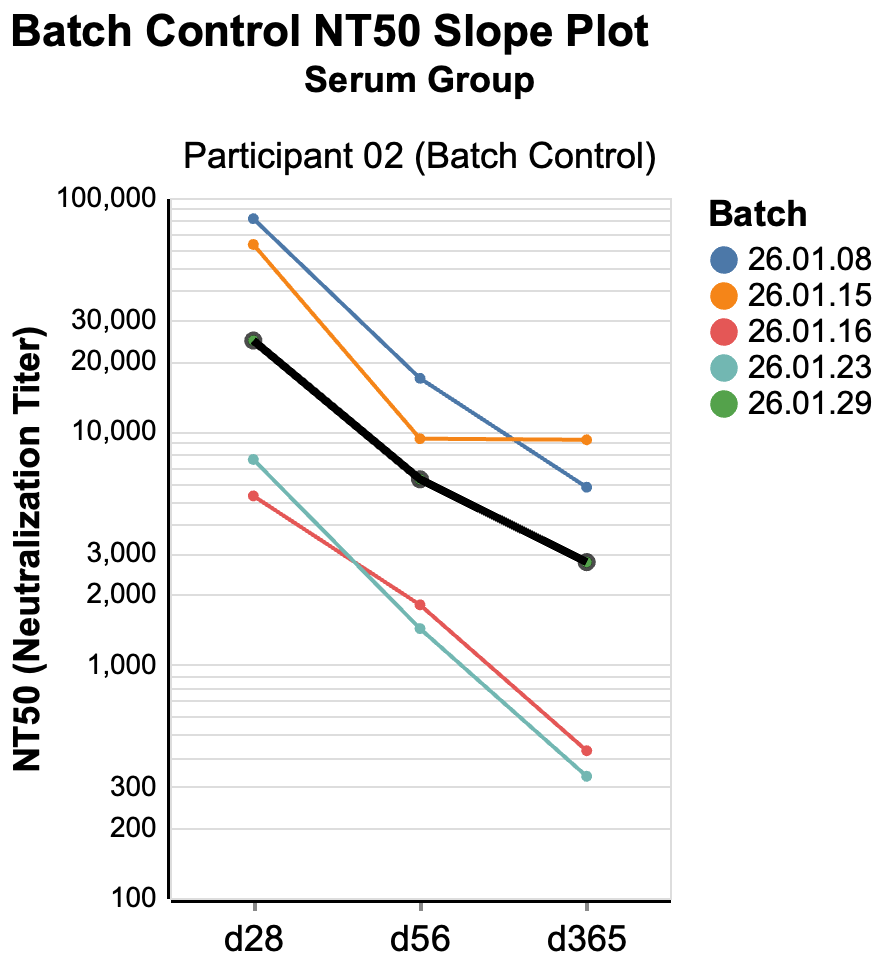 Batch Control NT50 Slope Plot
Serum Group
Participant 02 (Batch Control)
NT50 (Neutralization Titer)
100,000
30,000
20,000
10,000
3,000
2,000
1,000
300
200
100
d28 d56 d365
Batch
26.01.08
26.01.15
26.01.16
26.01.23
26.01.29